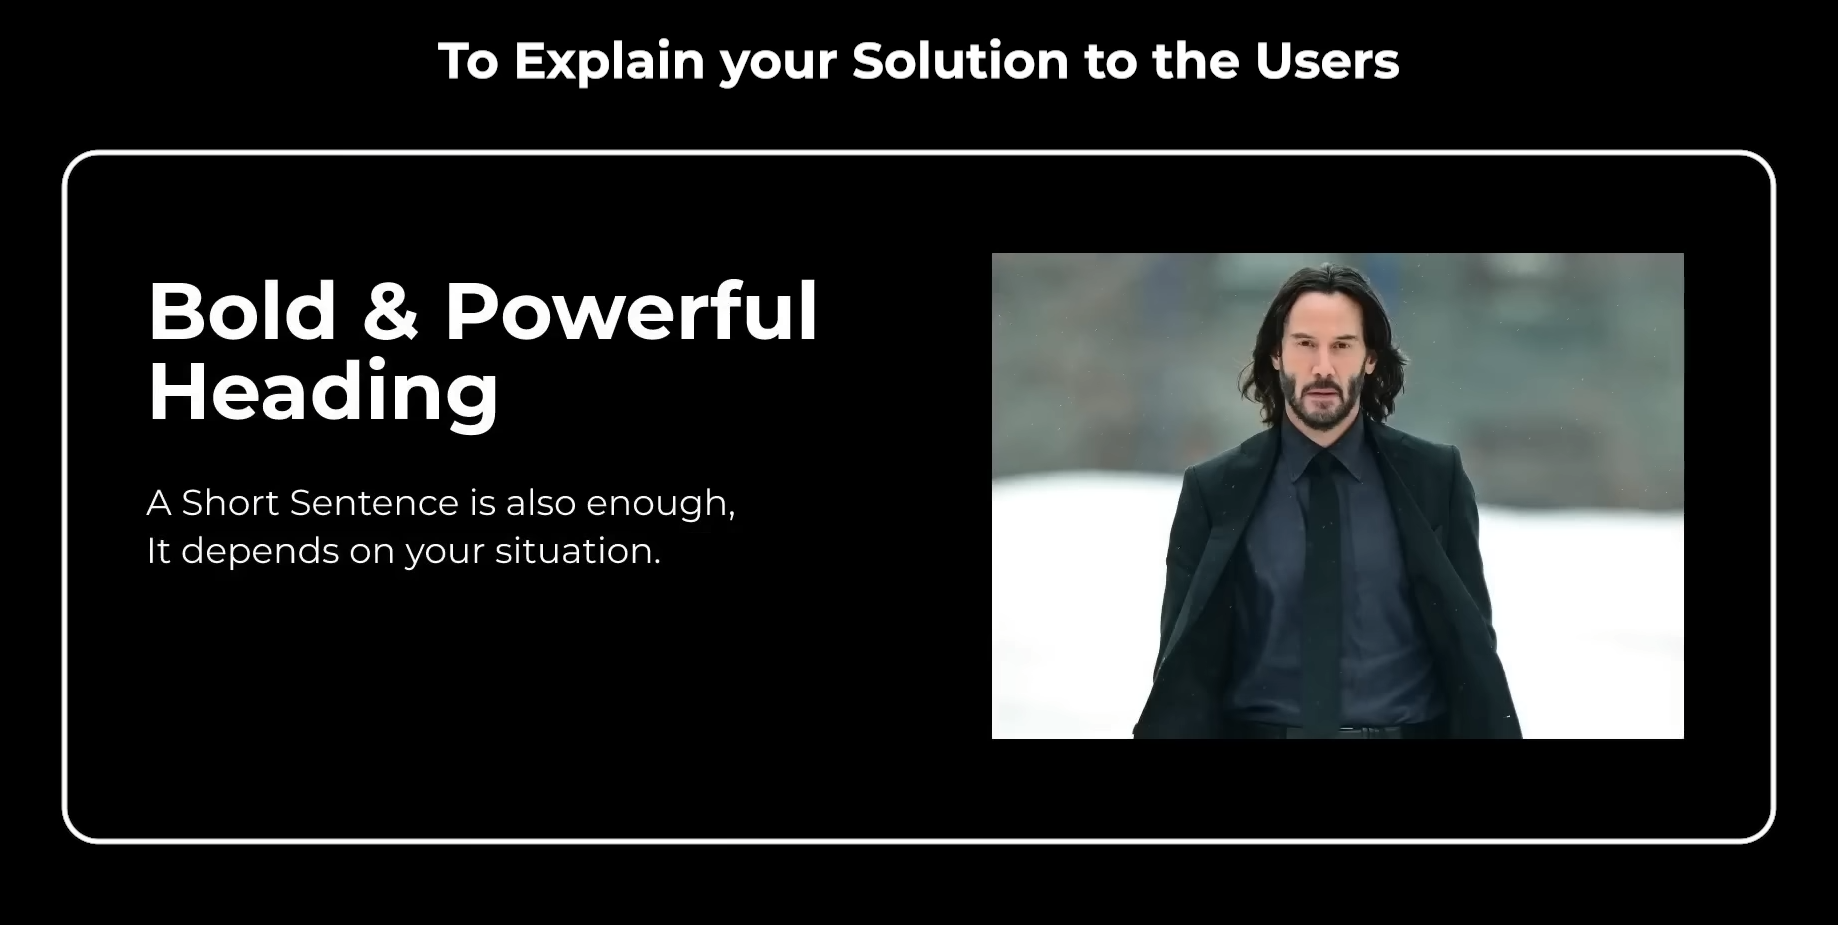 To Explain your Solution to the Users
Bold & Powerful
Heading
A Short Sentence is also enough,
It depends on your situation.